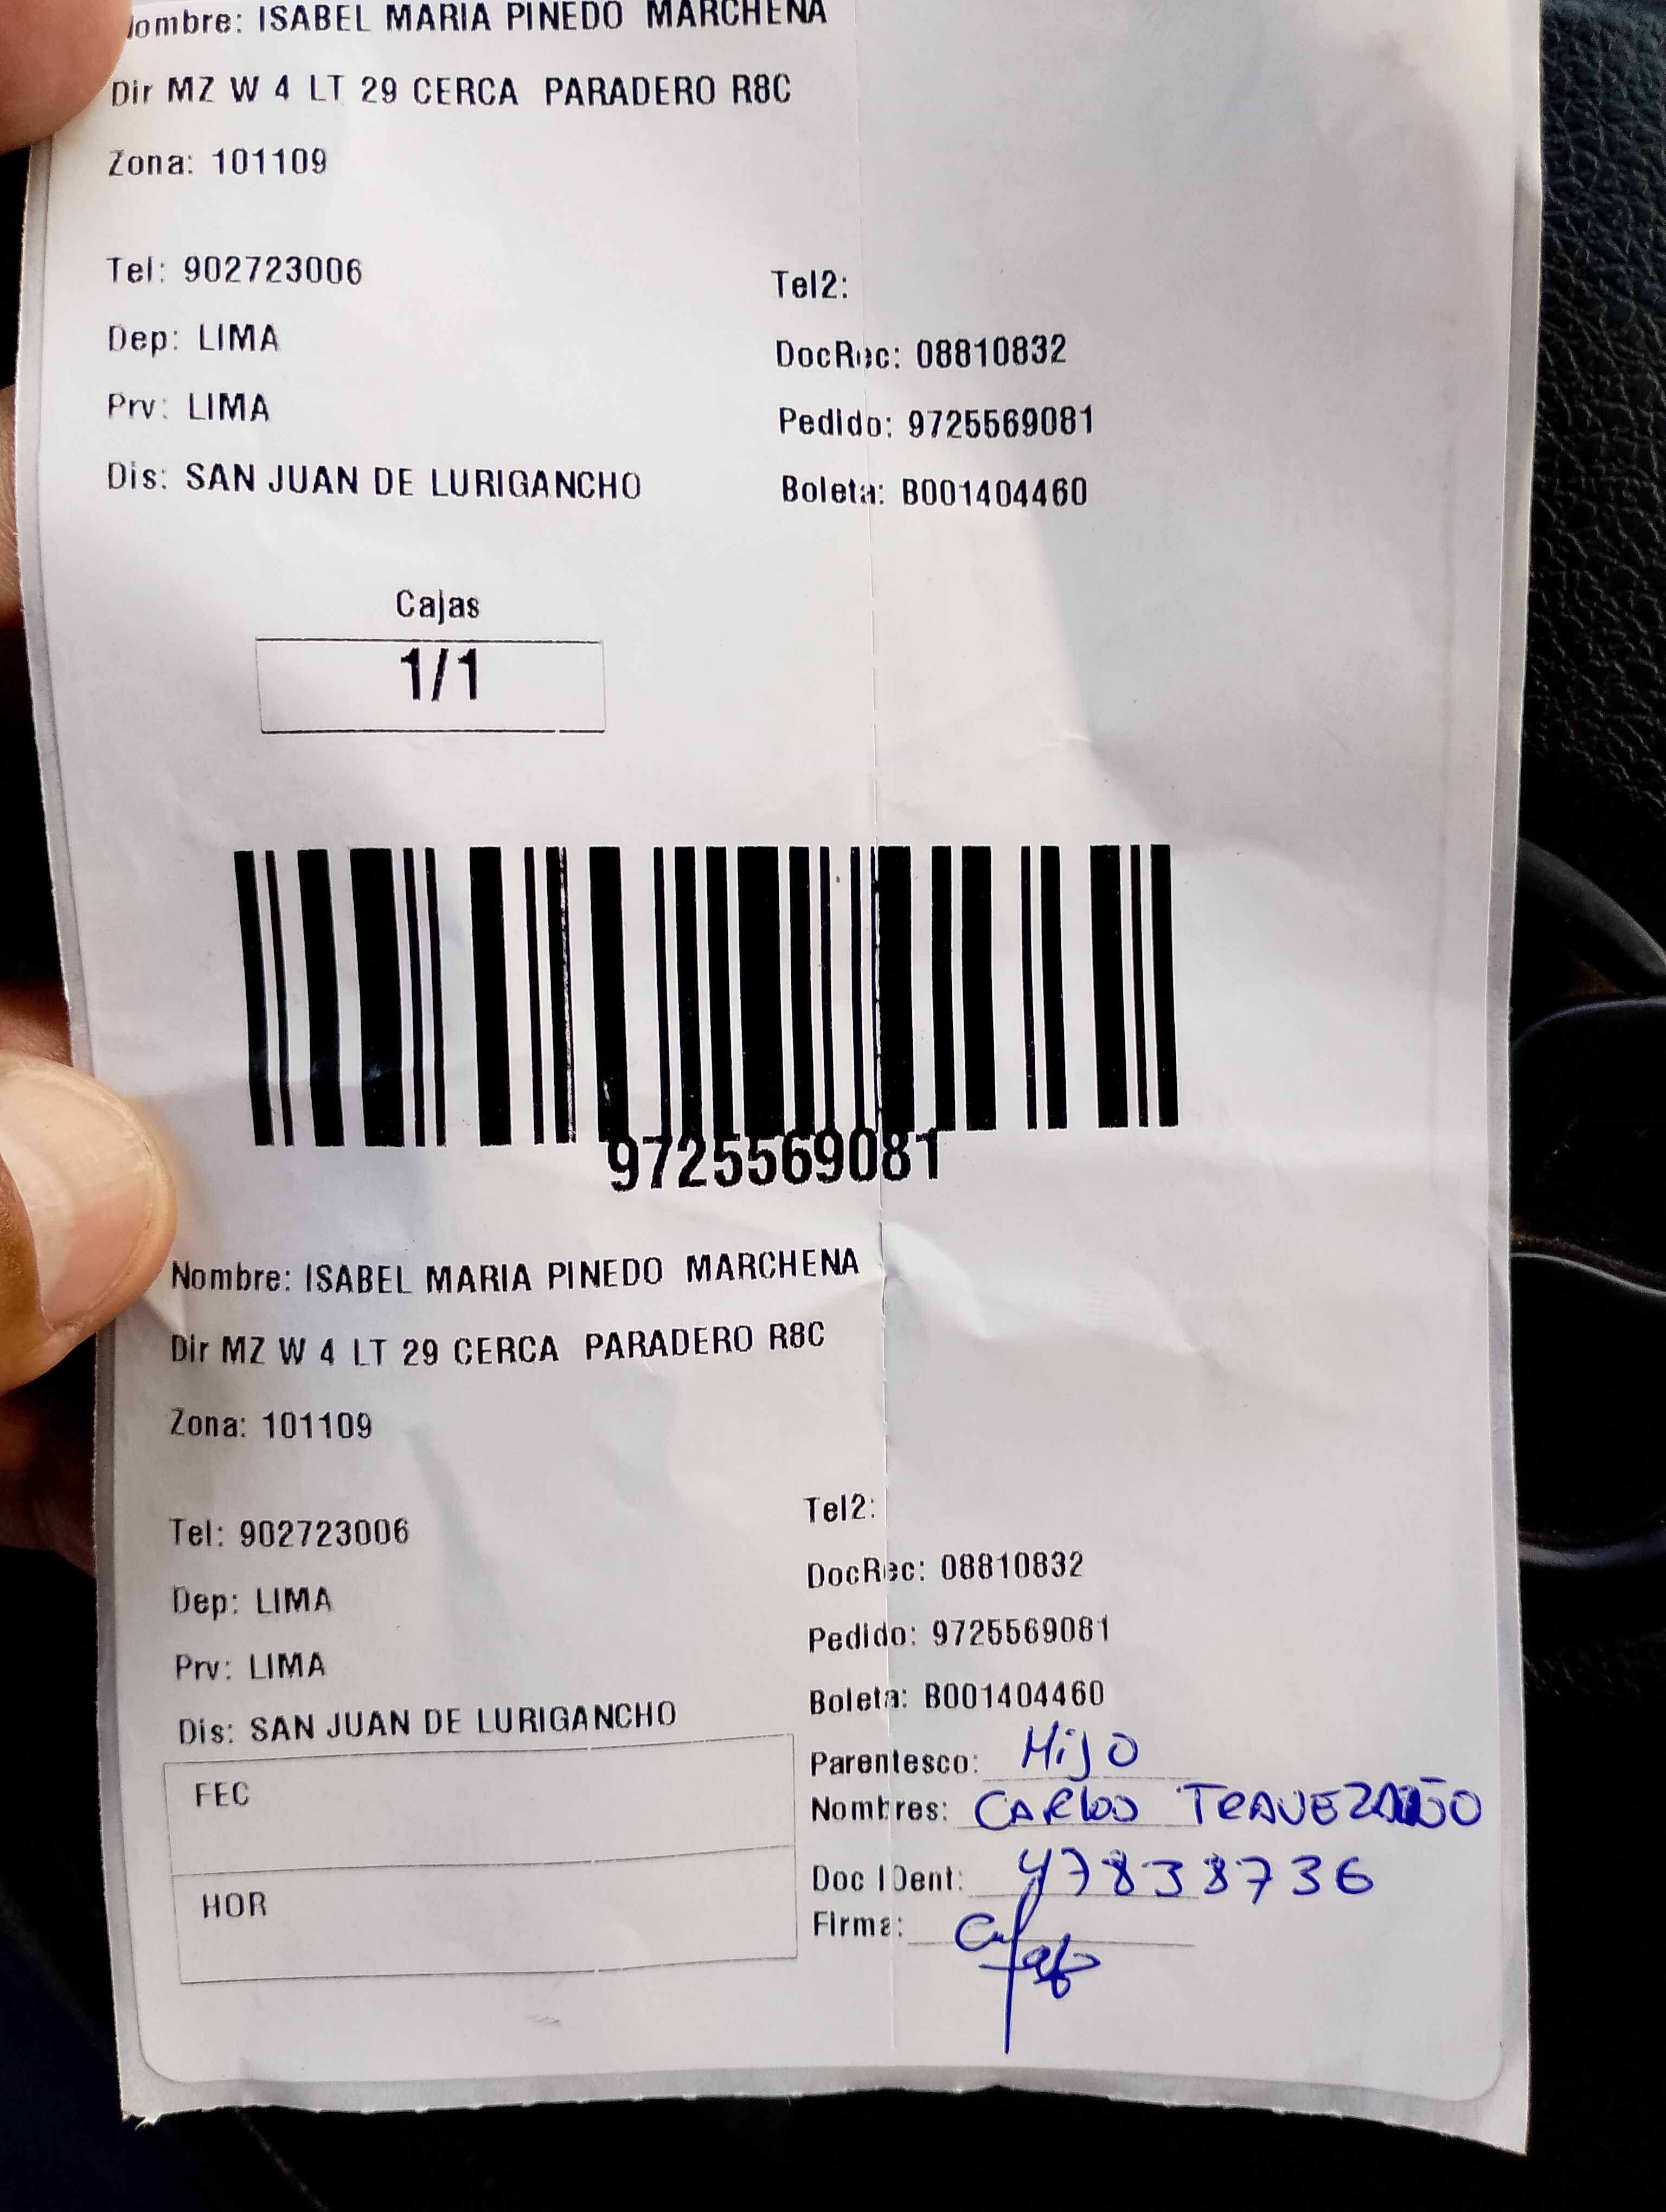 Nombre: ISABEL MARIA PINEDO MARCHENA
Dir MZ W 4 LT 29 CERCA PARADERO R8C
Zona: 101109
Tel: 902723006
Tel2:
Dep: LIMA
DocRec: 08810832
Prv: LIMA
Pedido: 9725569081
Dis: SAN JUAN DE LURIGANCHO
Boleta: B001404460
Cajas
1/1
9725569081
Nombre: ISABEL MARIA PINEDO MARCHENA
Dir MZ W 4 LT 29 CERCA PARADERO R8C
Zona: 101109
Tel: 902723006
Tel2:
Dep: LIMA
DocRec: 08810832
Prv: LIMA
Pedido: 9725569081
Dis: SAN JUAN DE LURIGANCHO
Boleta: B001404460
FEC
HOR
Parentesco: HiJO
Nombres: CARLOS
Doc IDent: 47838736
Firma: